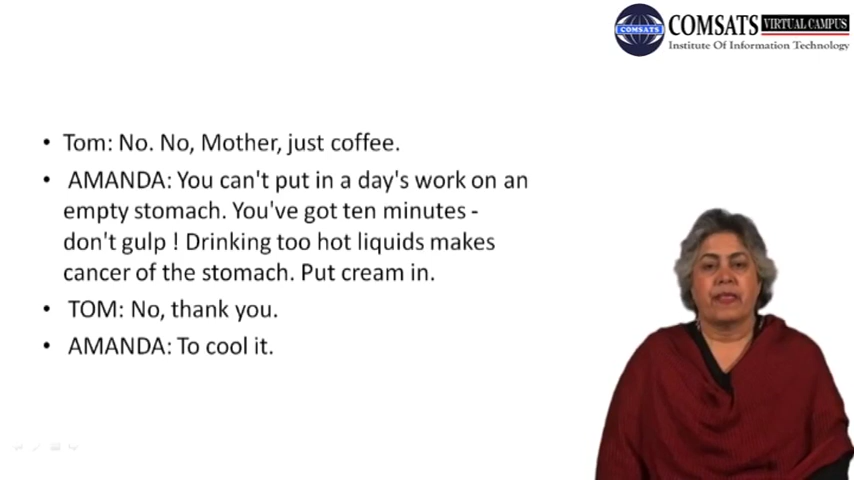 COMSATS VIRTUAL CAMPUS
COMSATS
Institute Of Information Technology
• Tom: No. No, Mother, just coffee.
• AMANDA: You can't put in a day's work on an
empty stomach. You've got ten minutes -
don't gulp ! Drinking too hot liquids makes
cancer of the stomach. Put cream in.
• TOM: No, thank you.
• AMANDA: To cool it.